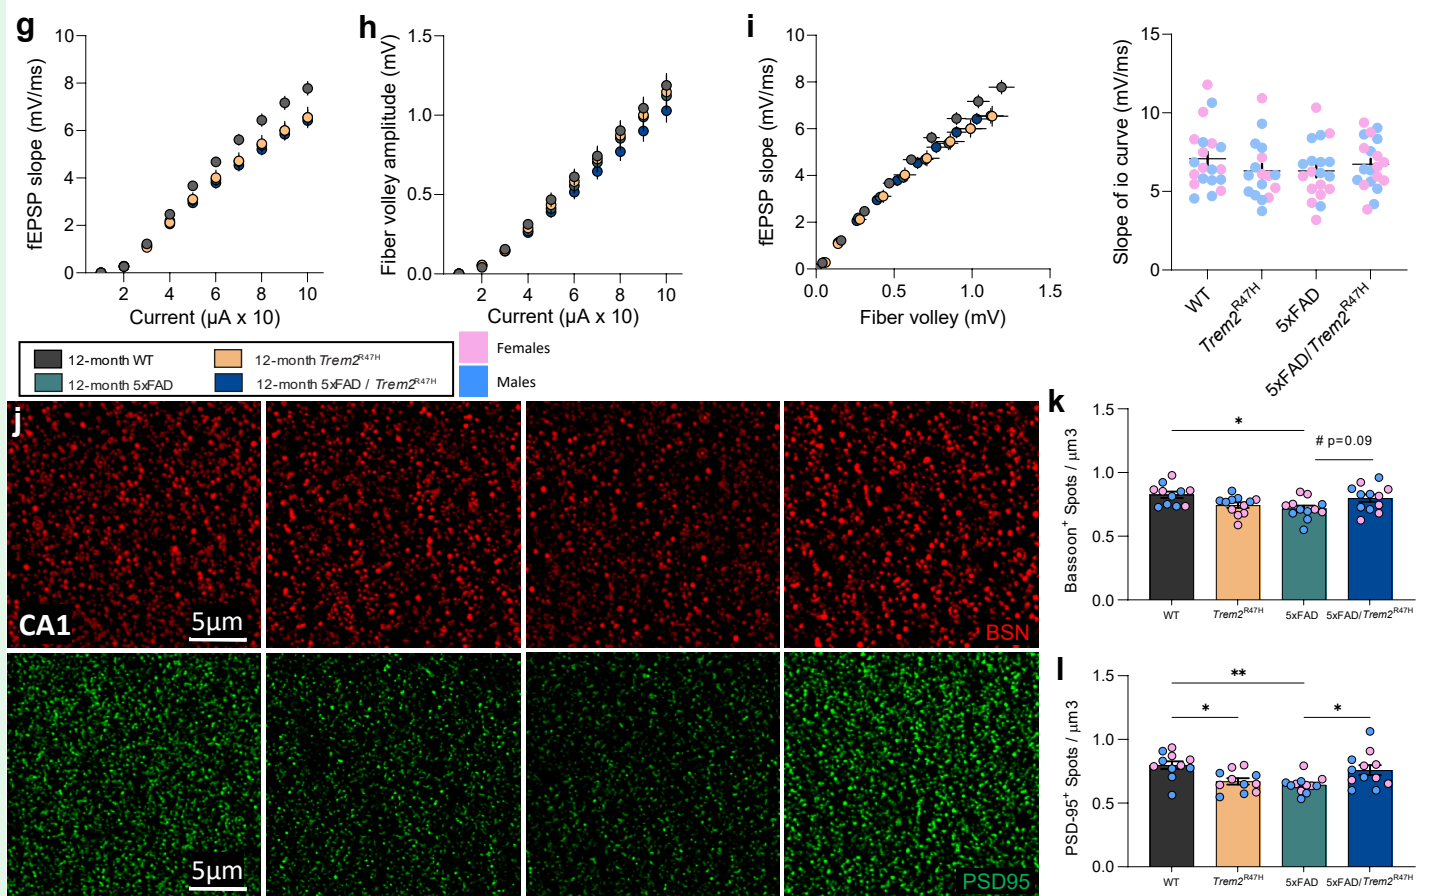 g
10
8
6
4
2
0
fEPSP slope (mV/ms)
2 4 6 8 10
Current (μA x 10)
h
1.5
1.0
0.5
0.0
Fiber volley amplitude (mV)
2 4 6 8 10
Current (μA x 10)
i
10
8
6
4
2
0
fEPSP slope (mV/ms)
0.0 0.5 1.0 1.5
Fiber volley (mV)
15
10
5
0
Slope of io curve (mV/ms)
WT
Trem2R47H
5xFAD
5xFAD/Trem2R47H
12-month WT
12-month Trem2R47H
12-month 5xFAD
12-month 5xFAD / Trem2R47H
Females
Males
j
CA1
5μm
BSN
5μm
PSD95
k
1.5
1.0
0.5
0.0
Bassoon+ Spots / μm3
*
# p=0.09
WT Trem2R47H 5xFAD 5xFAD/Trem2R47H
l
1.5
1.0
0.5
0.0
PSD-95+ Spots / μm3
**
* *
WT Trem2R47H 5xFAD 5xFAD/Trem2R47H